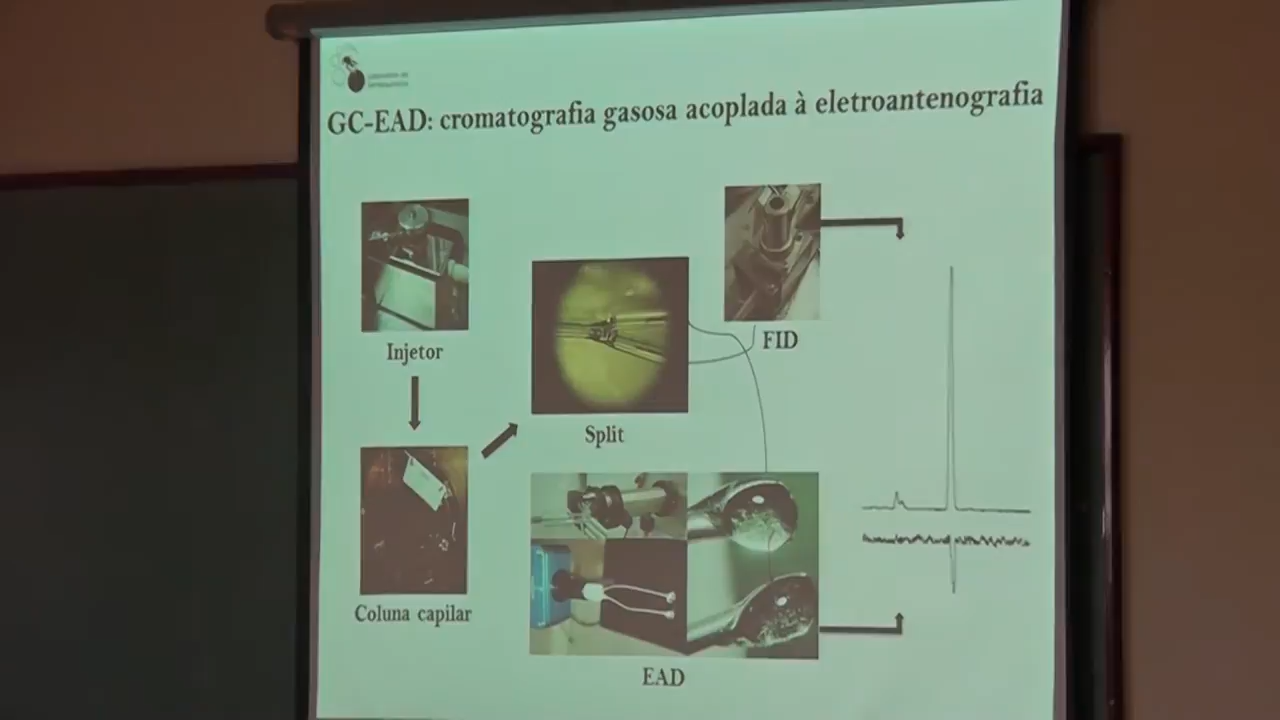 GC-EAD: cromatografia gasosa acoplada à eletroantenografia
Injetor
FID
Split
Coluna capilar
EAD